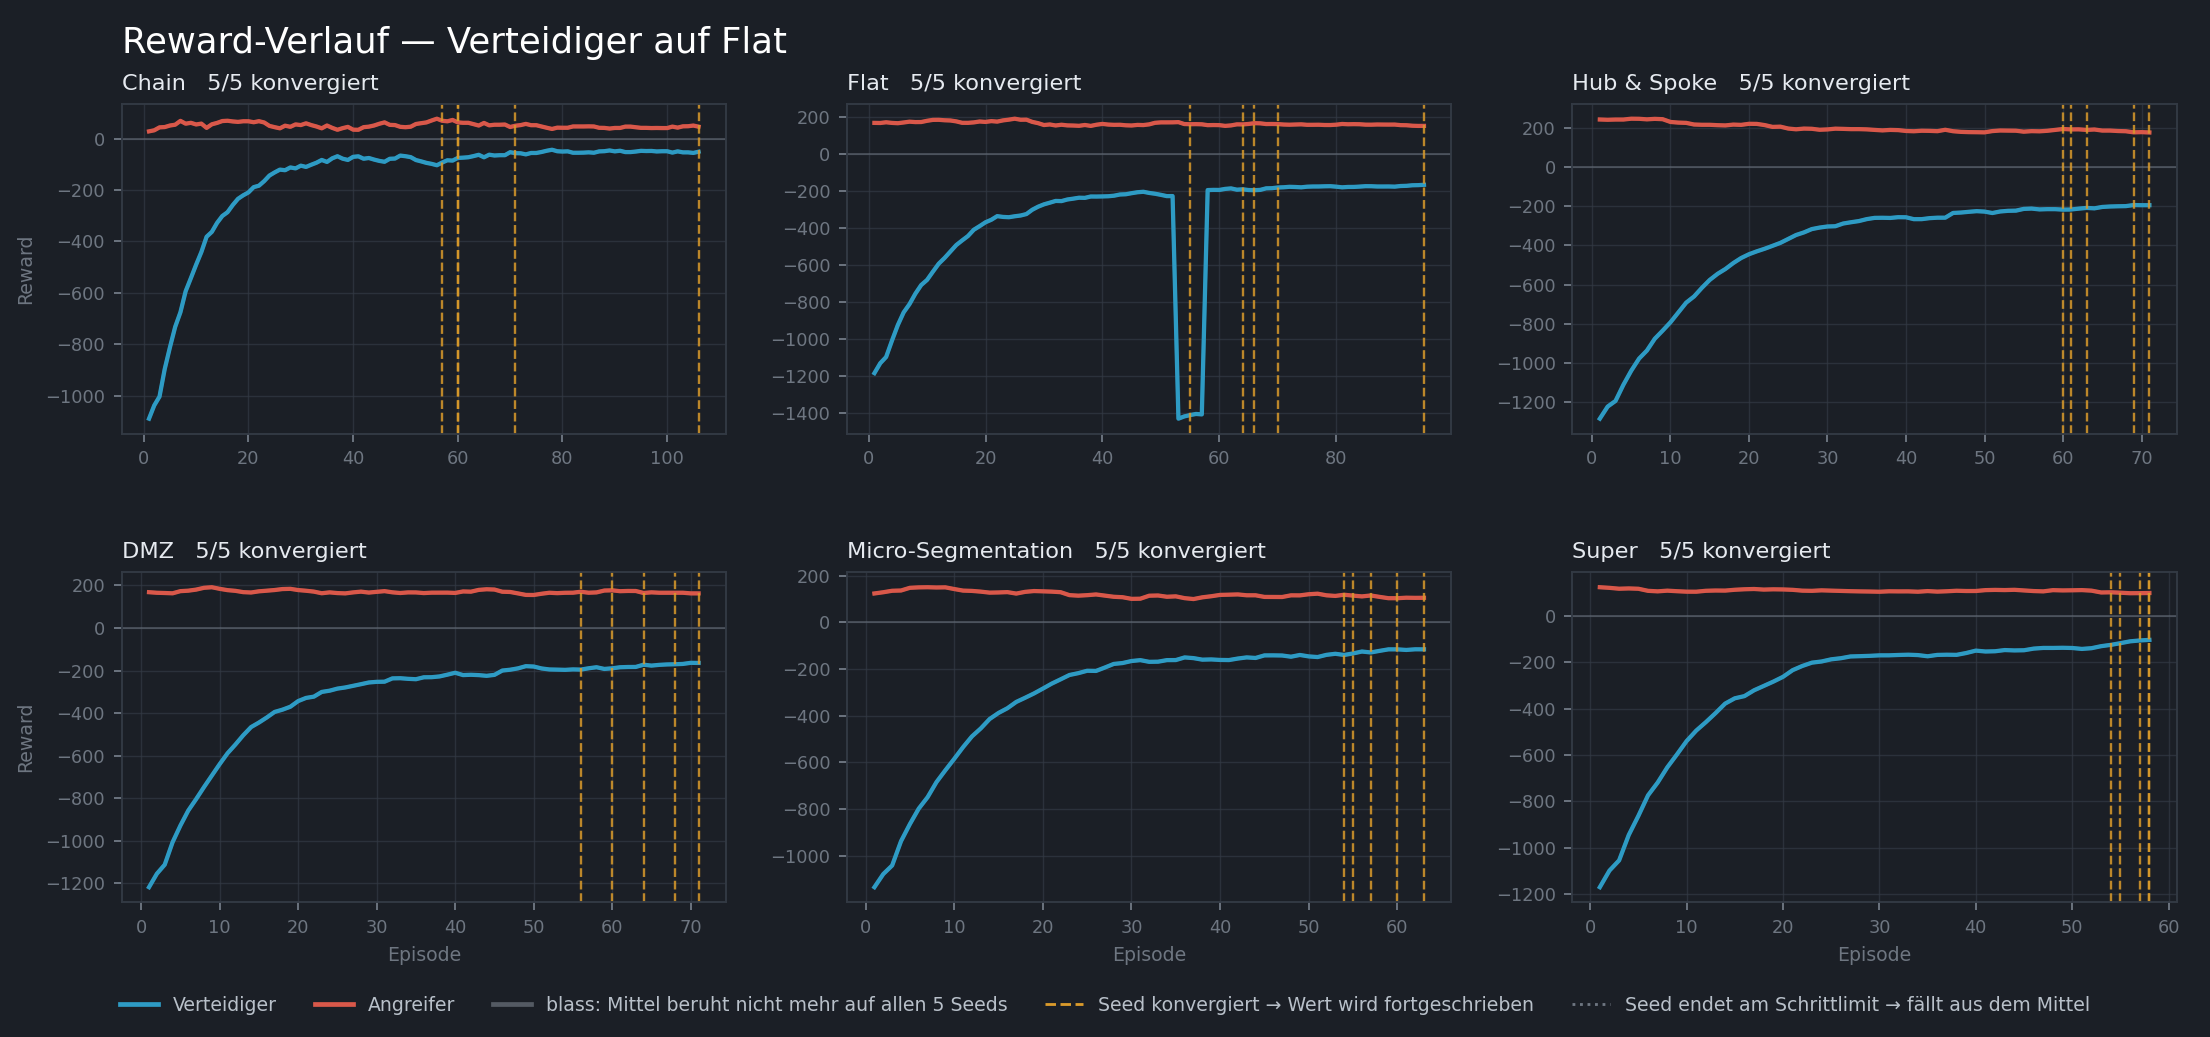 Reward-Verlauf — Verteidiger auf Flat
Chain 5/5 konvergiert
Flat 5/5 konvergiert
Hub & Spoke 5/5 konvergiert
Reward
0
−200
−400
−600
−800
−1000
0 20 40 60 80 100
200
0
−200
−400
−600
−800
−1000
−1200
−1400
0 20 40 60 80
200
0
−200
−400
−600
−800
−1000
−1200
0 10 20 30 40 50 60 70
DMZ 5/5 konvergiert
Micro-Segmentation 5/5 konvergiert
Super 5/5 konvergiert
Reward
200
0
−200
−400
−600
−800
−1000
−1200
0 10 20 30 40 50 60 70
Episode
200
0
−200
−400
−600
−800
−1000
0 10 20 30 40 50 60
Episode
0
−200
−400
−600
−800
−1000
−1200
0 10 20 30 40 50 60
Episode
Verteidiger Angreifer blass: Mittel beruht nicht mehr auf allen 5 Seeds Seed konvergiert → Wert wird fortgeschrieben Seed endet am Schrittlimit → fällt aus dem Mittel